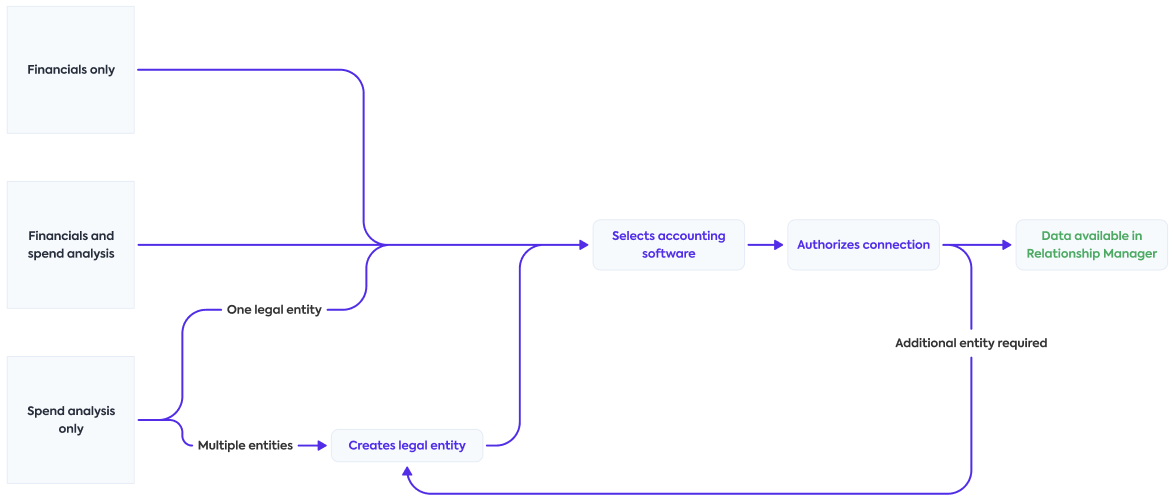 Financials only
Financials and
spend analysis
Selects accounting
software
Authorizes connection
Data available in
Relationship Manager
One legal entity
Additional entity required
Spend analysis
only
Multiple entities
Creates legal entity